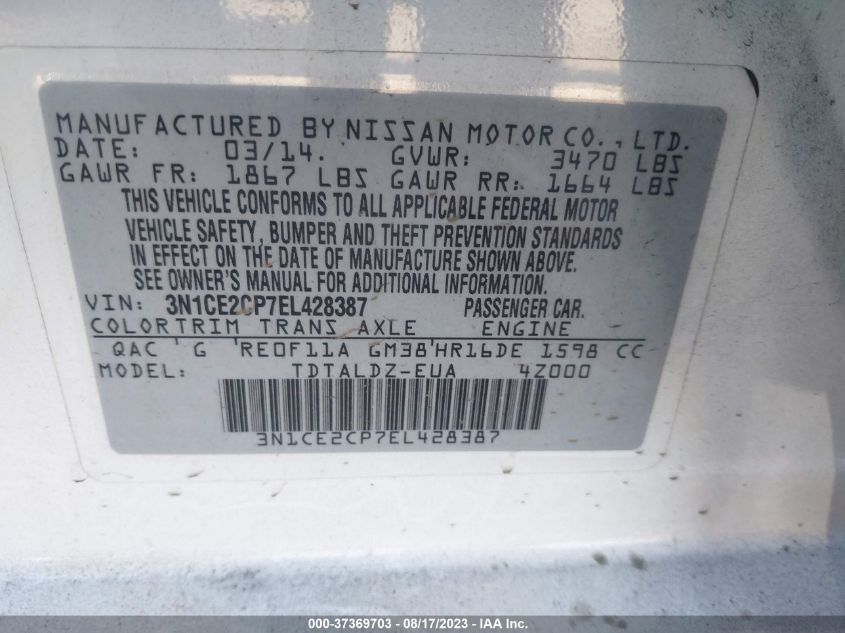 MANUFACTURED BY NISSAN MOTOR CO., LTD.
DATE: 03/14. GVWR: 3470 LBS
GAWR FR: 1867 LBS GAWR RR: 1664 LBS
THIS VEHICLE CONFORMS TO ALL APPLICABLE FEDERAL MOTOR
VEHICLE SAFETY, BUMPER AND THEFT PREVENTION STANDARDS
IN EFFECT ON THE DATE OF MANUFACTURE SHOWN ABOVE.
SEE OWNER'S MANUAL FOR ADDITIONAL INFORMATION.
VIN: 3N1CE2CP7EL428387 PASSENGER CAR.
COLORTRIM TRANS AXLE ENGINE
QAC ' G 'RE0F11A GM38'HR16DE 1598 CC
MODEL: TDTALDZ-EUA 4Z000
3N1CE2CP7EL428387
000-37369703 - 08/17/2023 - IAA Inc.